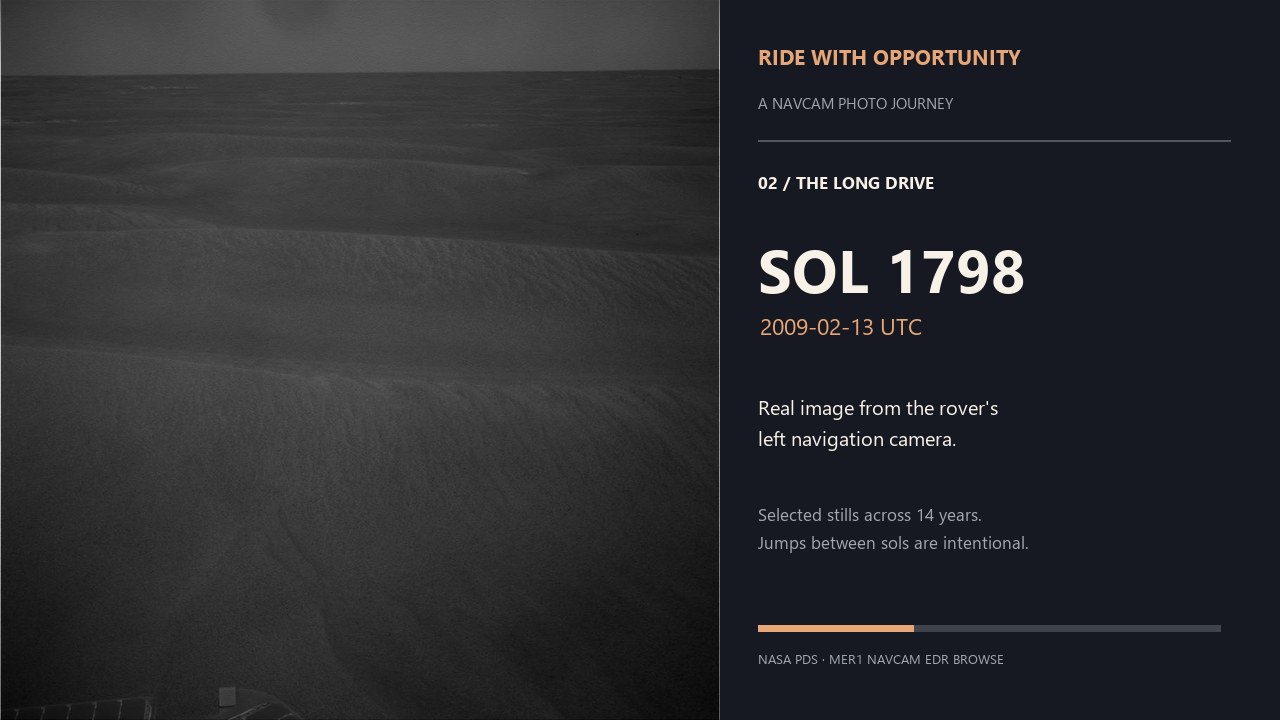 RIDE WITH OPPORTUNITY
A NAVCAM PHOTO JOURNEY
02 / THE LONG DRIVE
SOL 1798
2009-02-13 UTC
Real image from the rover's
left navigation camera.
Selected stills across 14 years.
Jumps between sols are intentional.
NASA PDS · MER1 NAVCAM EDR BROWSE